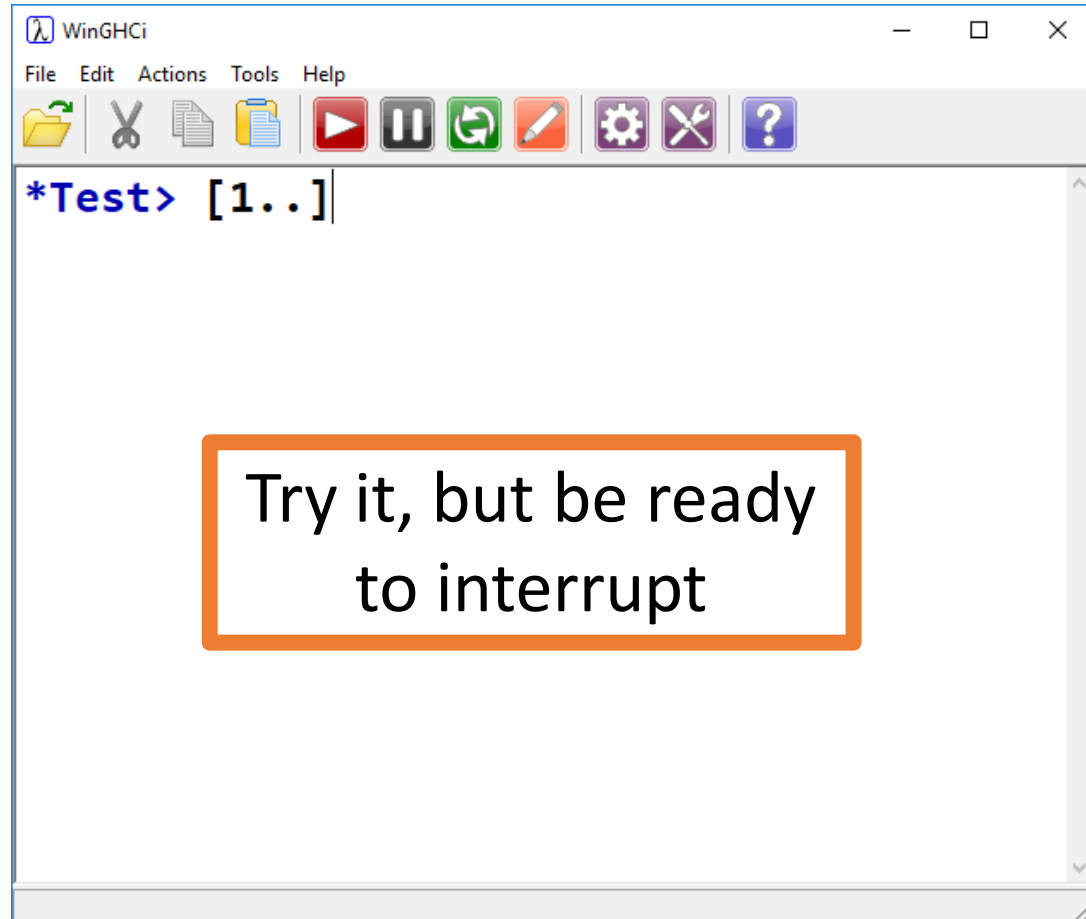 WinGHCi
File Edit Actions Tools Help
*Test> [1..]
Try it, but be ready
to interrupt